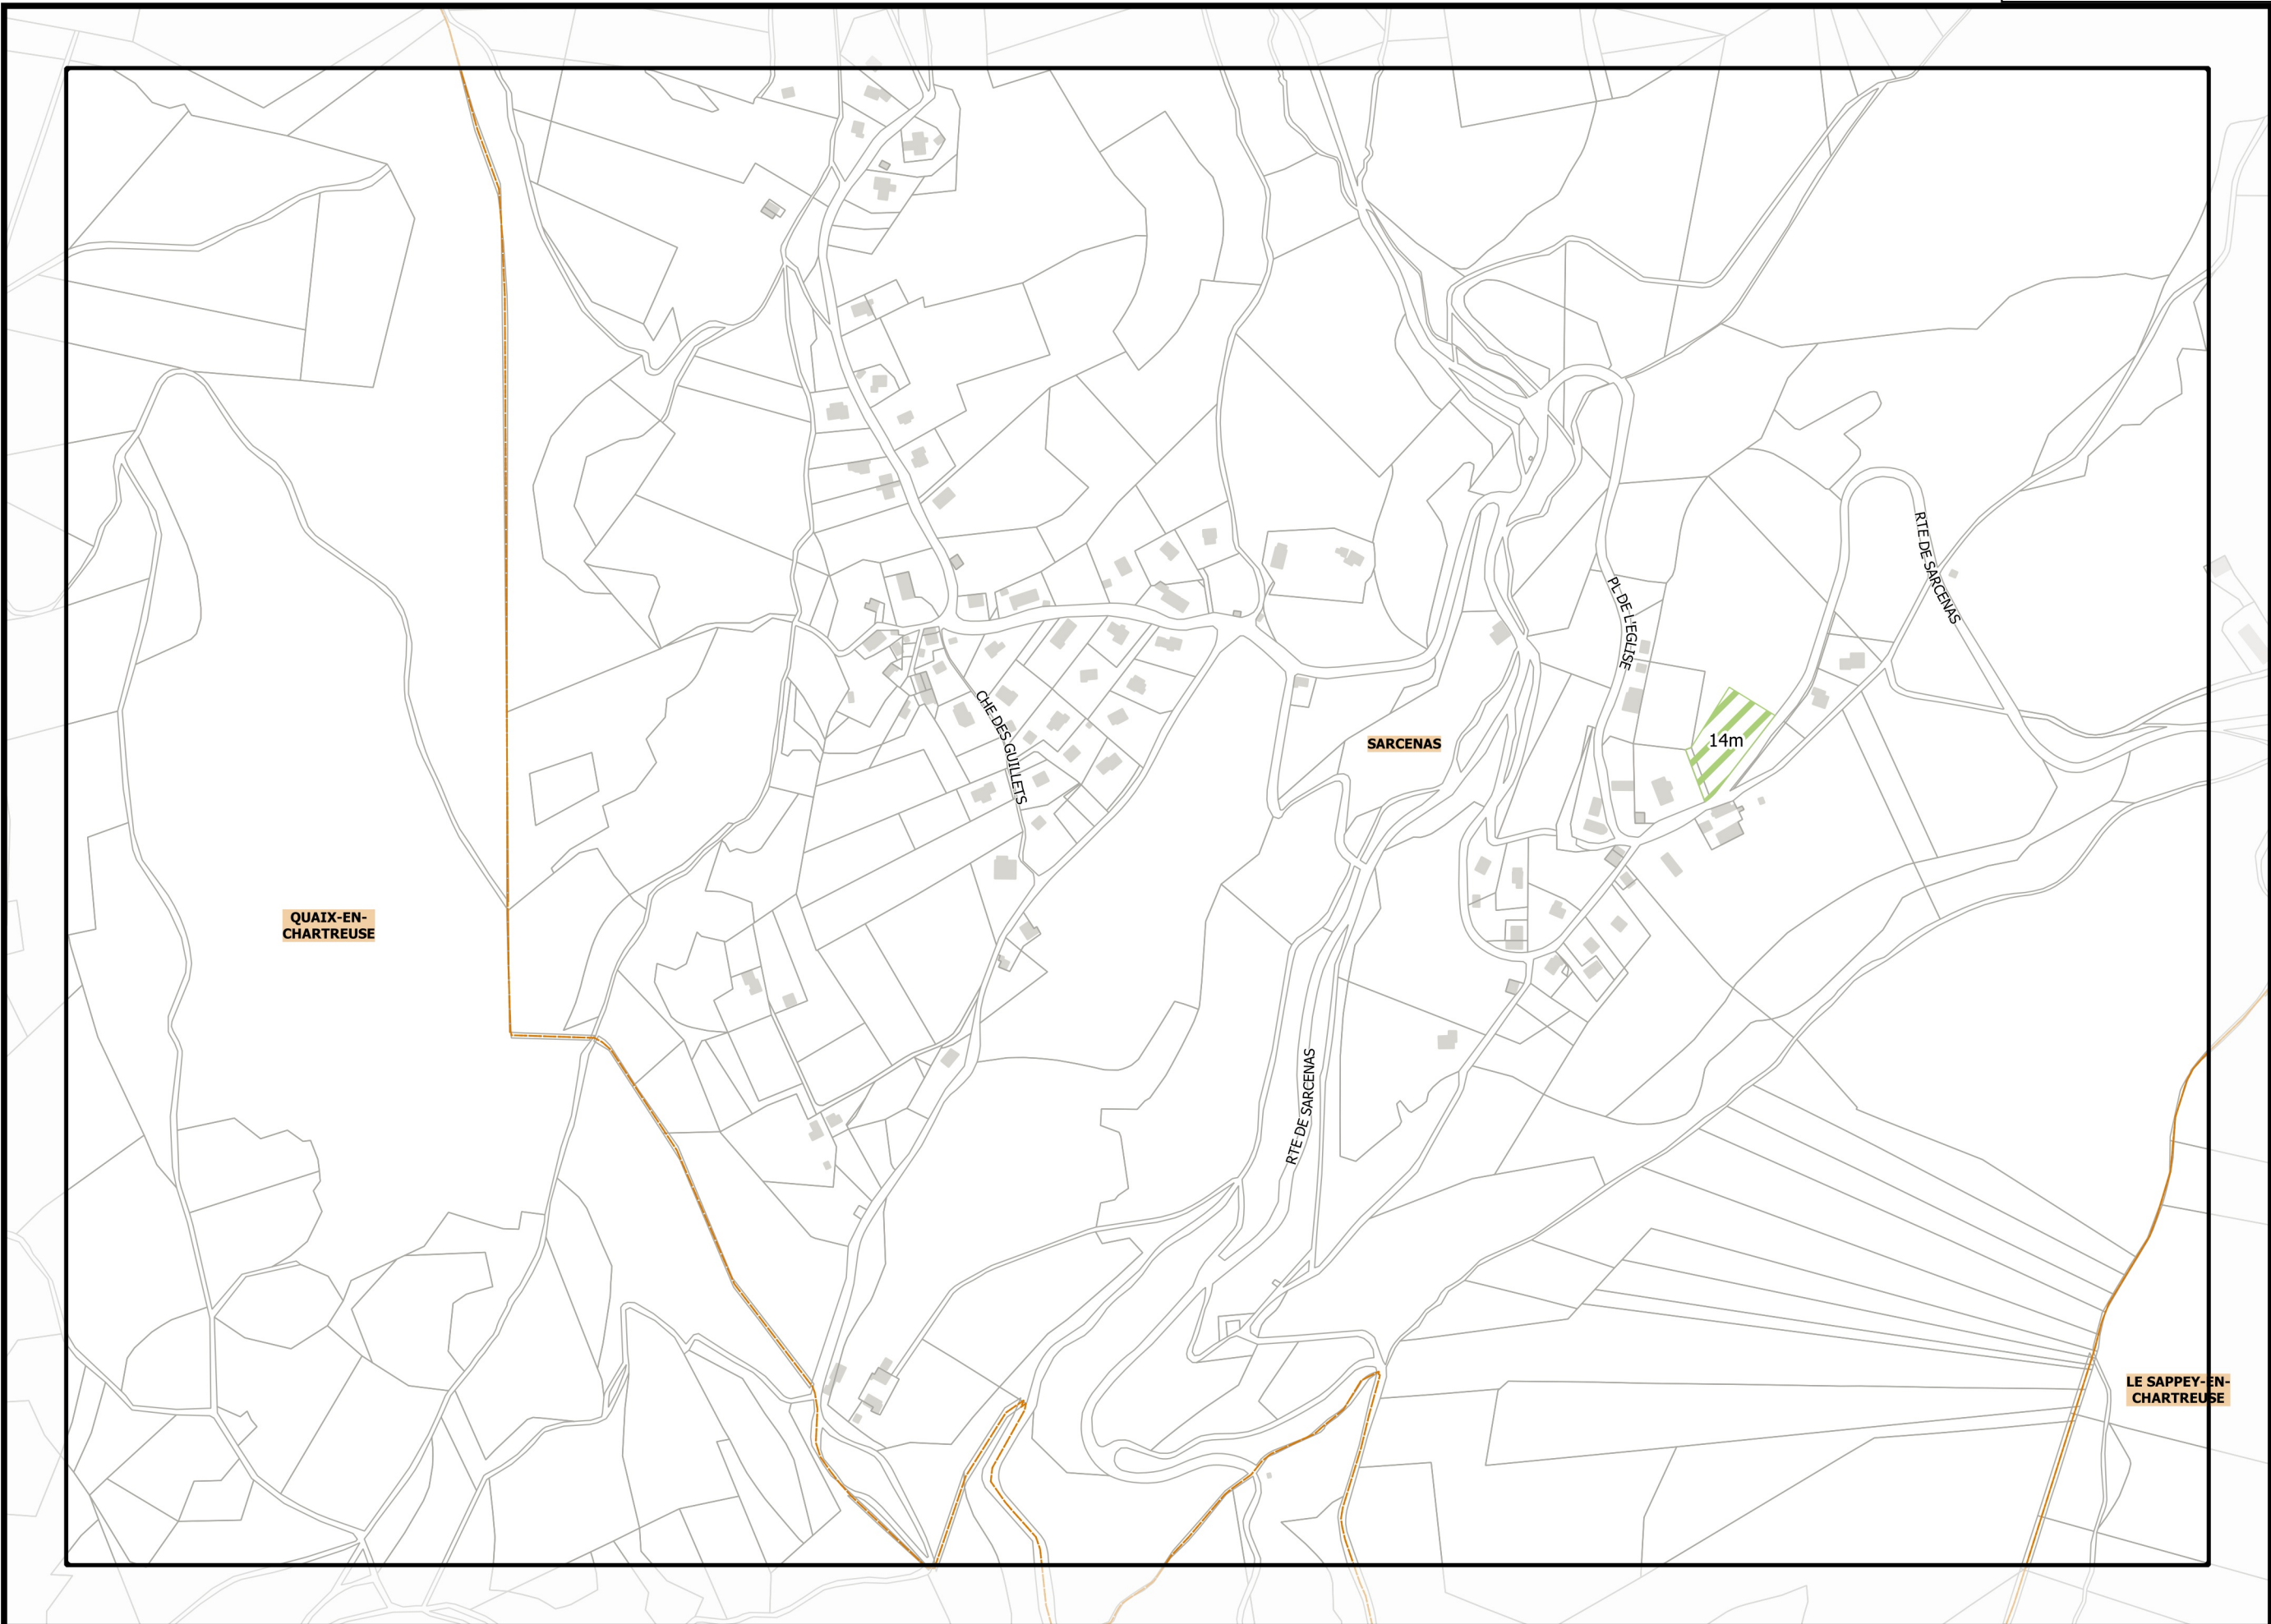 RTE DE SARCENAS
PL DE L'EGLISE
CHE DES GUILLETS
SARCENAS
14m
QUAIX-EN-
CHARTREUSE
RTE DE SARCENAS
LE SAPPEY-EN-
CHARTREUSE